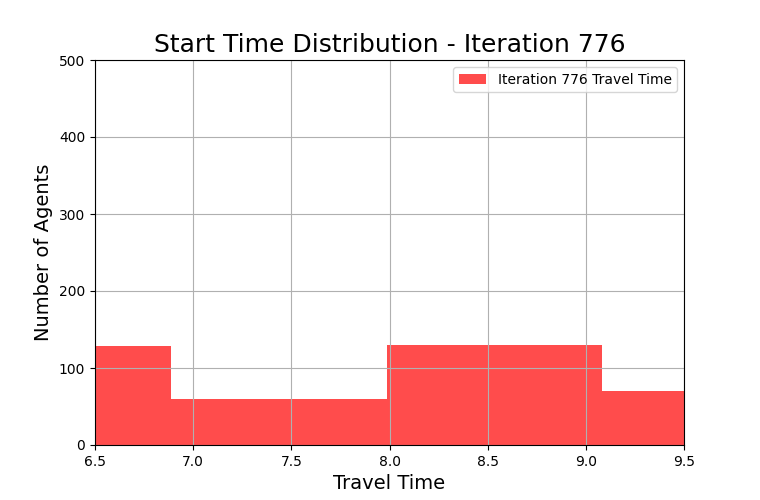 Start Time Distribution - Iteration 776
Iteration 776 Travel Time
Number of Agents
500
400
300
200
100
0
6.5 7.0 7.5 8.0 8.5 9.0 9.5
Travel Time